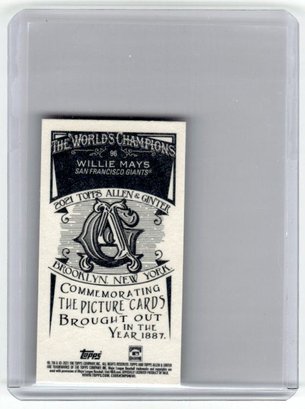 THE WORLD'S CHAMPIONS
96
WILLIE MAYS
SAN FRANCISCO GIANTS®
2021 TOPPS ALLEN & GINTER
AG
BROOKLYN, NEW YORK
COMMEMORATING
THE PICTURE CARDS
BROUGHT OUT
IN THE
YEAR 1887.
Topps